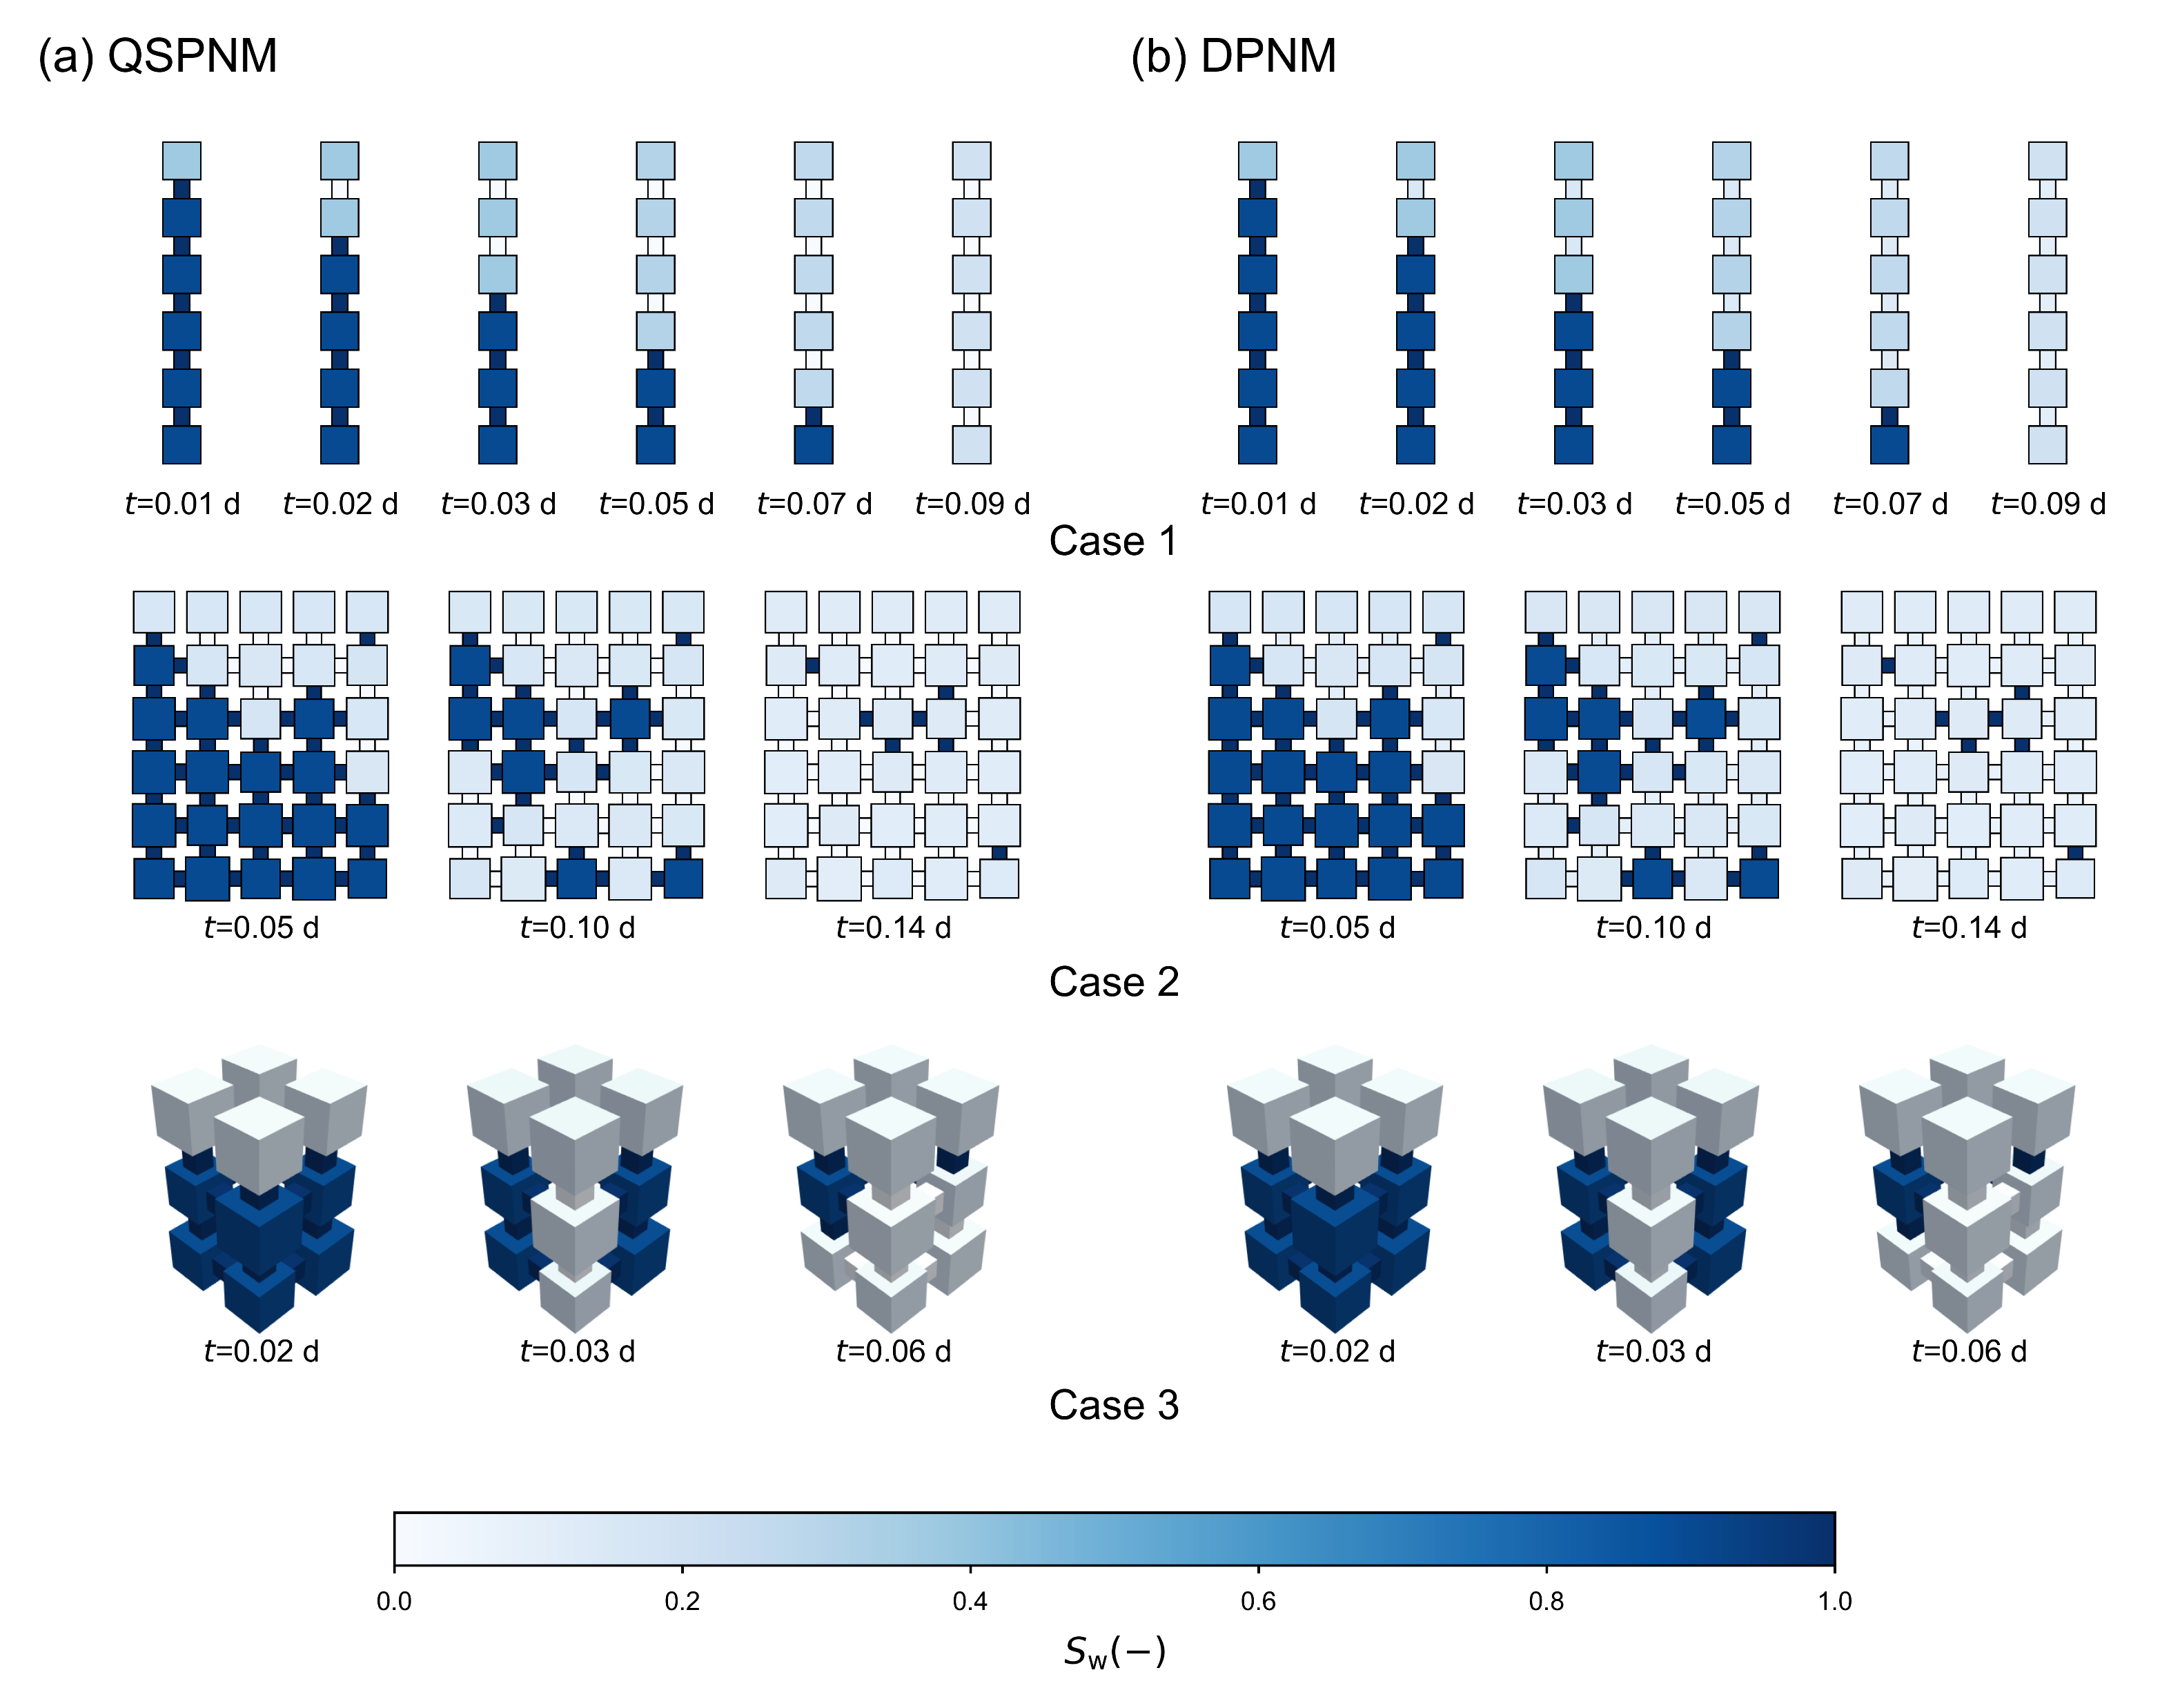 (a) QSPNM
(b) DPNM
t=0.01 d t=0.02 d t=0.03 d t=0.05 d t=0.07 d t=0.09 d
t=0.01 d t=0.02 d t=0.03 d t=0.05 d t=0.07 d t=0.09 d
Case 1
t=0.05 d t=0.10 d t=0.14 d
t=0.05 d t=0.10 d t=0.14 d
Case 2
t=0.02 d t=0.03 d t=0.06 d
t=0.02 d t=0.03 d t=0.06 d
Case 3
0.0 0.2 0.4 0.6 0.8 1.0
Sw(−)